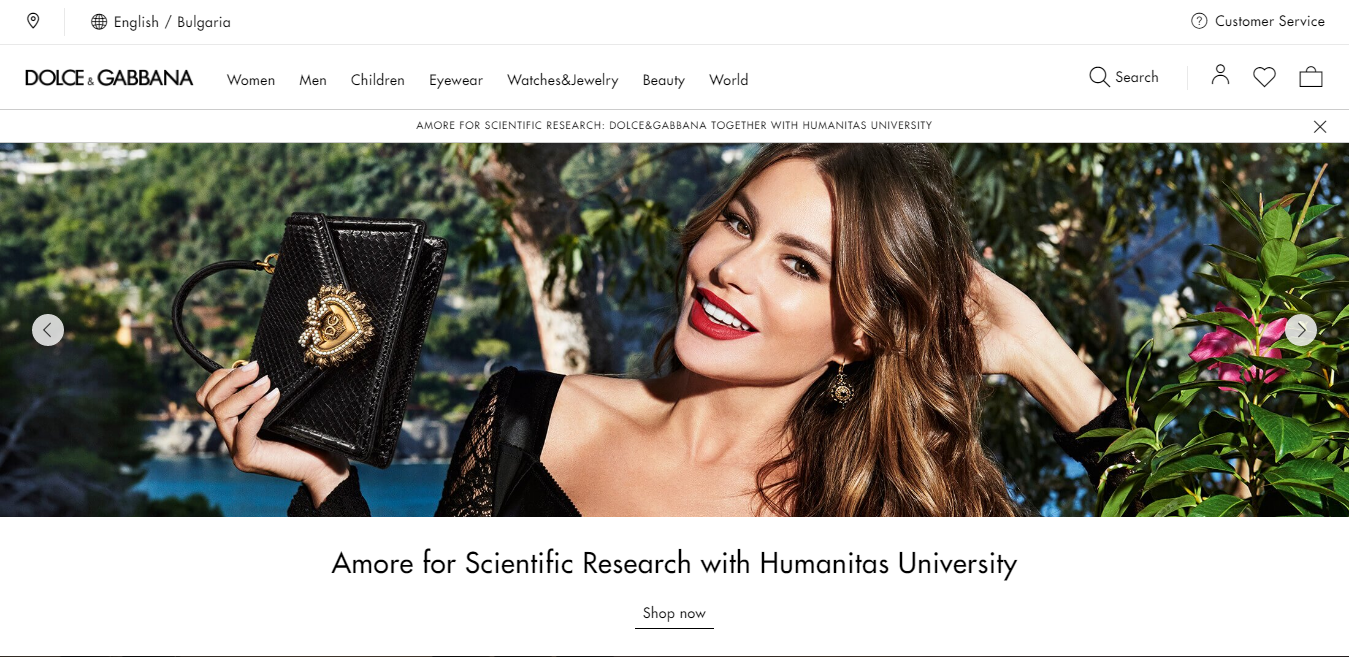 English / Bulgaria
Customer Service
DOLCE & GABBANA
Women
Men
Children
Eyewear
Watches&Jewelry
Beauty
World
Search
AMORE FOR SCIENTIFIC RESEARCH: DOLCE&GABBANA TOGETHER WITH HUMANITAS UNIVERSITY
Amore for Scientific Research with Humanitas University
Shop now